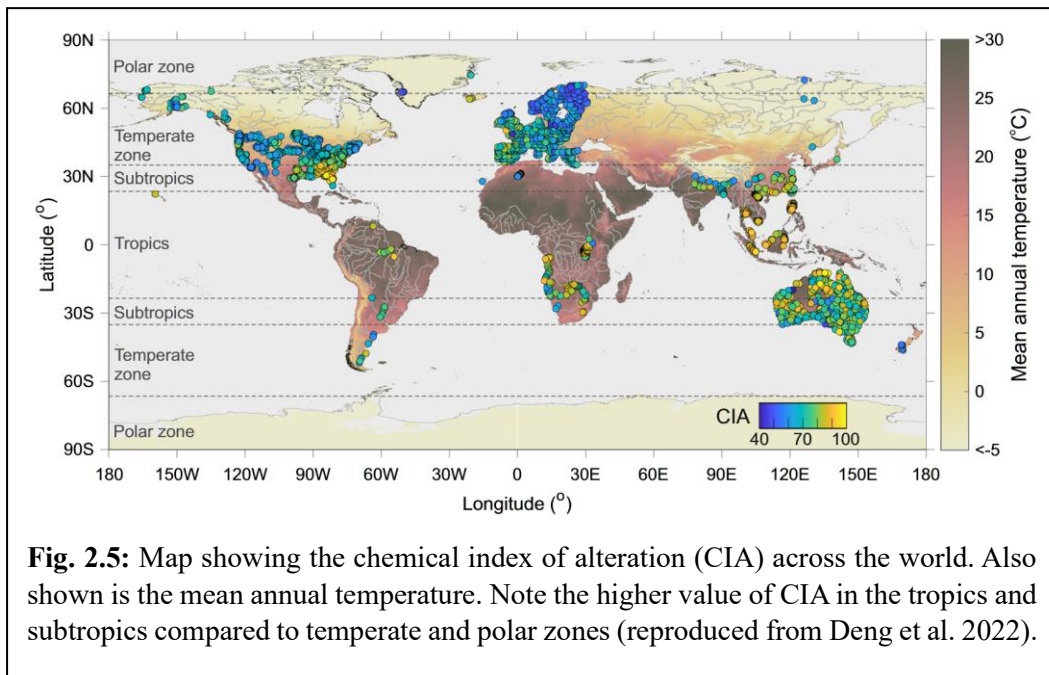 90N
60N
30N
0
30S
60S
90S
Latitude (°)
Polar zone
Temperate
zone
Subtropics
Tropics
Subtropics
Temperate
zone
Polar zone
CIA
40 70 100
180 150W 120W 90W 60W 30W 0 30E 60E 90E 120E 150E 180
Longitude (°)
>30
25
20
15
10
5
0
<-5
Mean annual temperature (°C)
Fig. 2.5: Map showing the chemical index of alteration (CIA) across the world. Also
shown is the mean annual temperature. Note the higher value of CIA in the tropics and
subtropics compared to temperate and polar zones (reproduced from Deng et al. 2022).